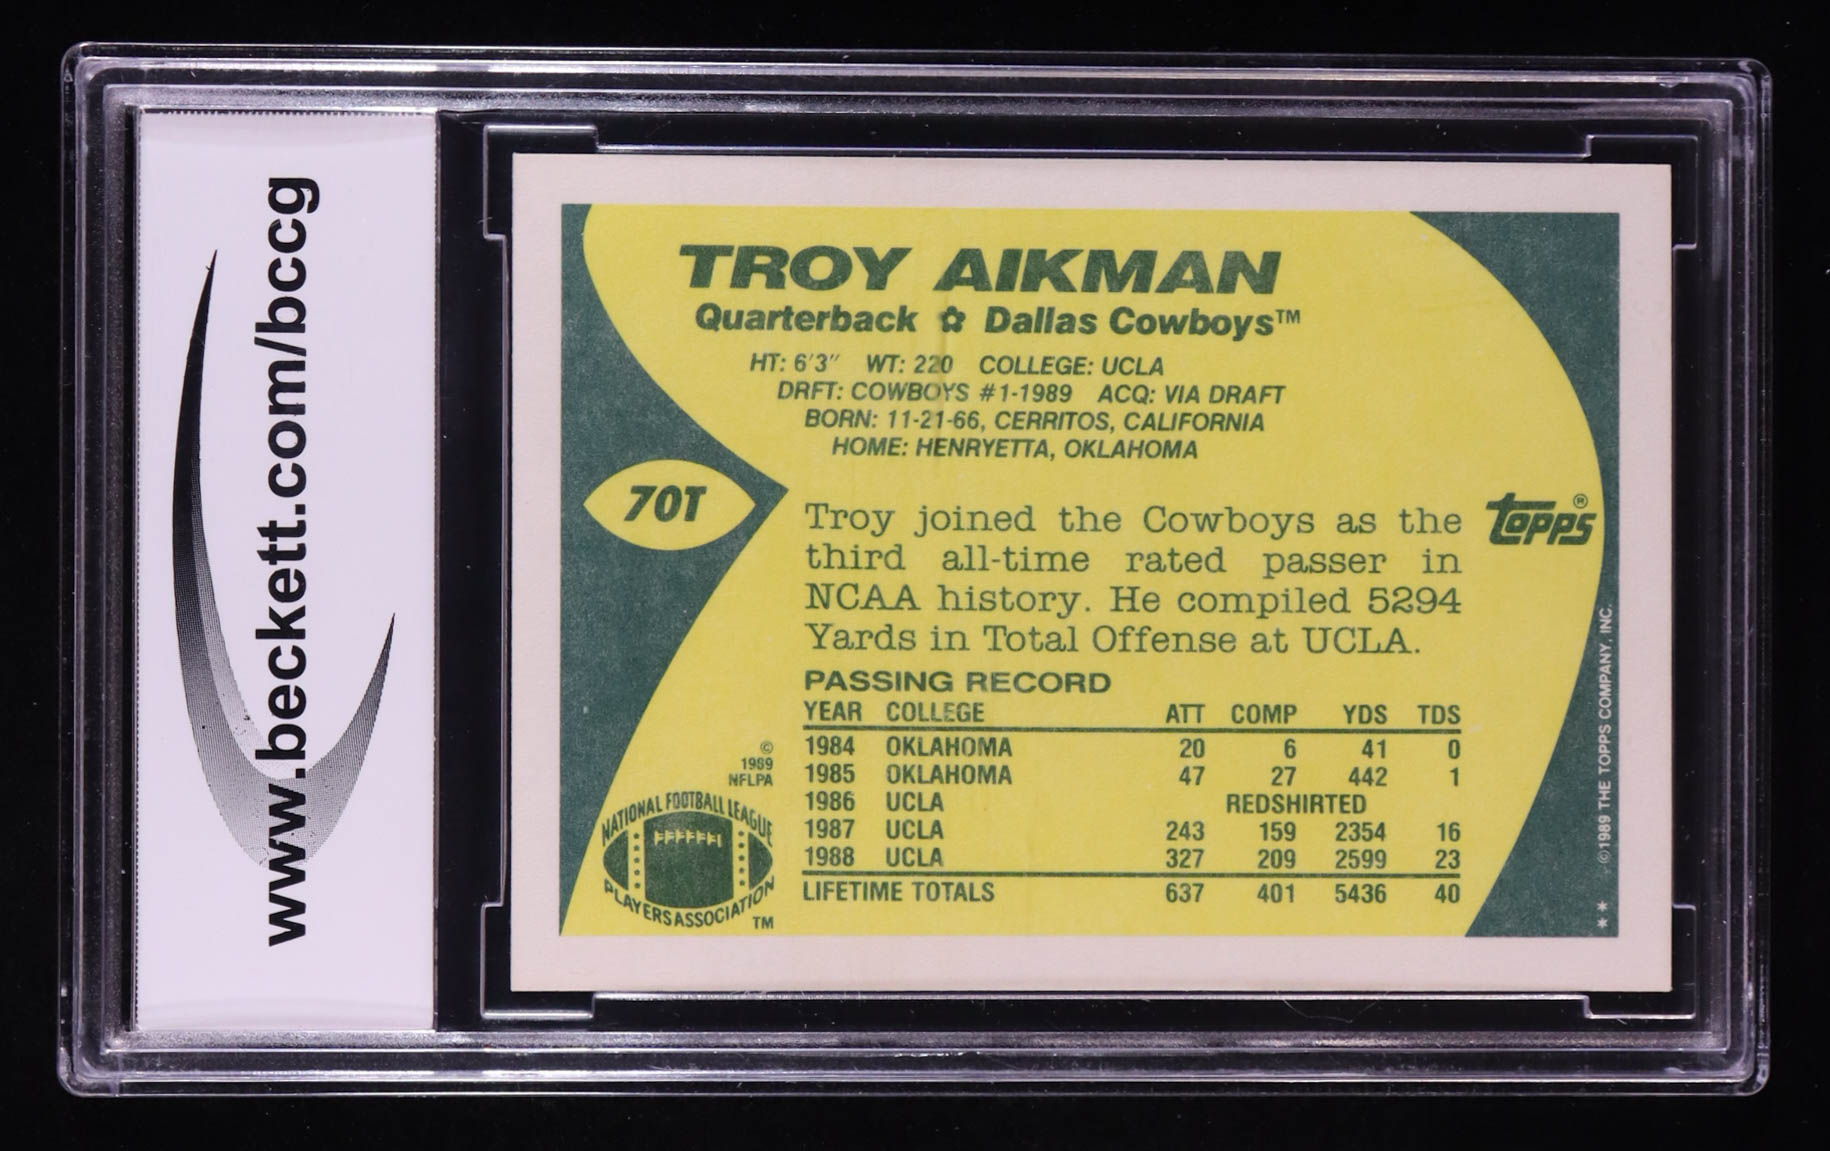 www.beckett.com/bccg
TROY AIKMAN
Quarterback ✿ Dallas Cowboys™
HT: 6'3" WT: 220 COLLEGE: UCLA
DRFT: COWBOYS #1-1989 ACQ: VIA DRAFT
BORN: 11-21-66, CERRITOS, CALIFORNIA
HOME: HENRYETTA, OKLAHOMA
70T
Troy joined the Cowboys as the
third all-time rated passer in
NCAA history. He compiled 5294
Yards in Total Offense at UCLA.
topps®
PASSING RECORD
YEAR COLLEGE ATT COMP YDS TDS
1984 OKLAHOMA 20 6 41 0
1985 OKLAHOMA 47 27 442 1
1986 UCLA REDSHIRTED
1987 UCLA 243 159 2354 16
1988 UCLA 327 209 2599 23
LIFETIME TOTALS 637 401 5436 40
©
1989
NFLPA
NATIONAL FOOTBALL LEAGUE
PLAYERS ASSOCIATION
TM
** ©1989 THE TOPPS COMPANY, INC.